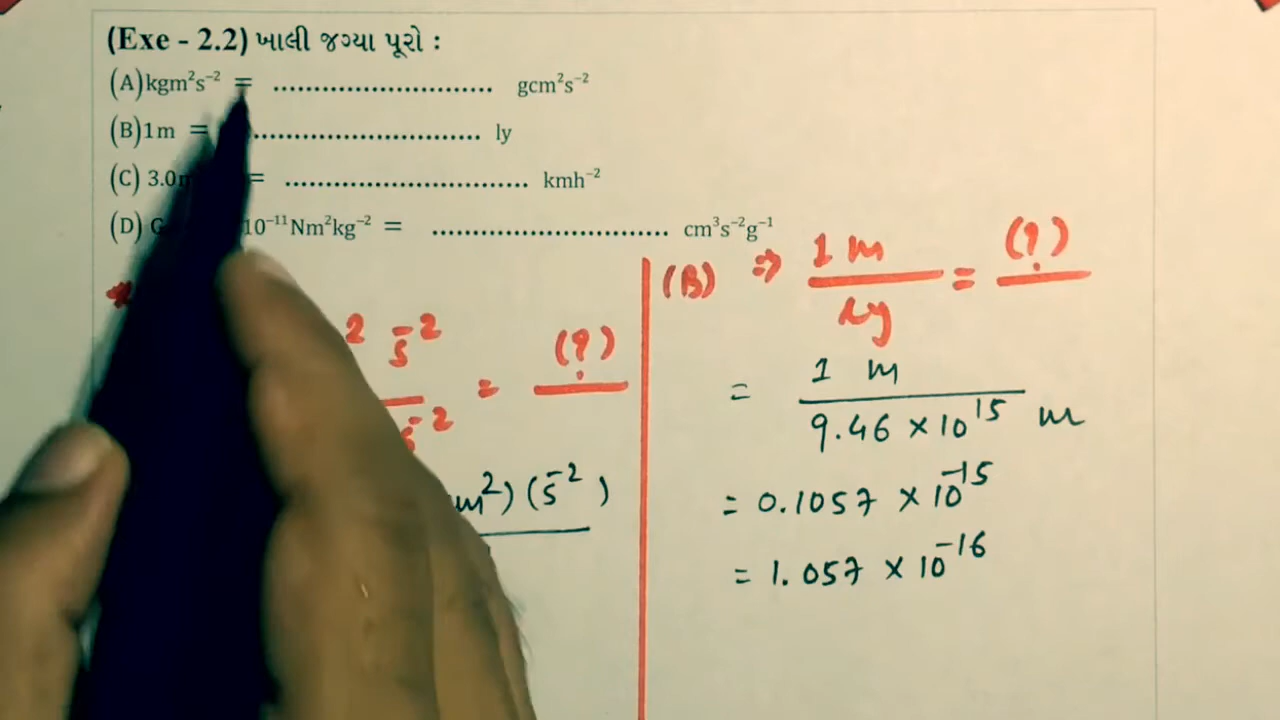 (Exe - 2.2) ખાલી જગ્યા પૂરો :
(A) kgm²s⁻² = ........................... gcm²s⁻²
(B) 1m = ............................ ly
(C) 3.0 = .............................. kmh⁻²
(D) G 10⁻¹¹Nm²kg⁻² = ............................. cm³s⁻²g⁻¹
2 s⁻² = (?)
s⁻²
m²) (s⁻²)
(B) ⇒ 1 m / ly = (?)
= 1 m / 9.46 × 10¹⁵ m
= 0.1057 × 10⁻¹⁵
= 1.057 × 10⁻¹⁶